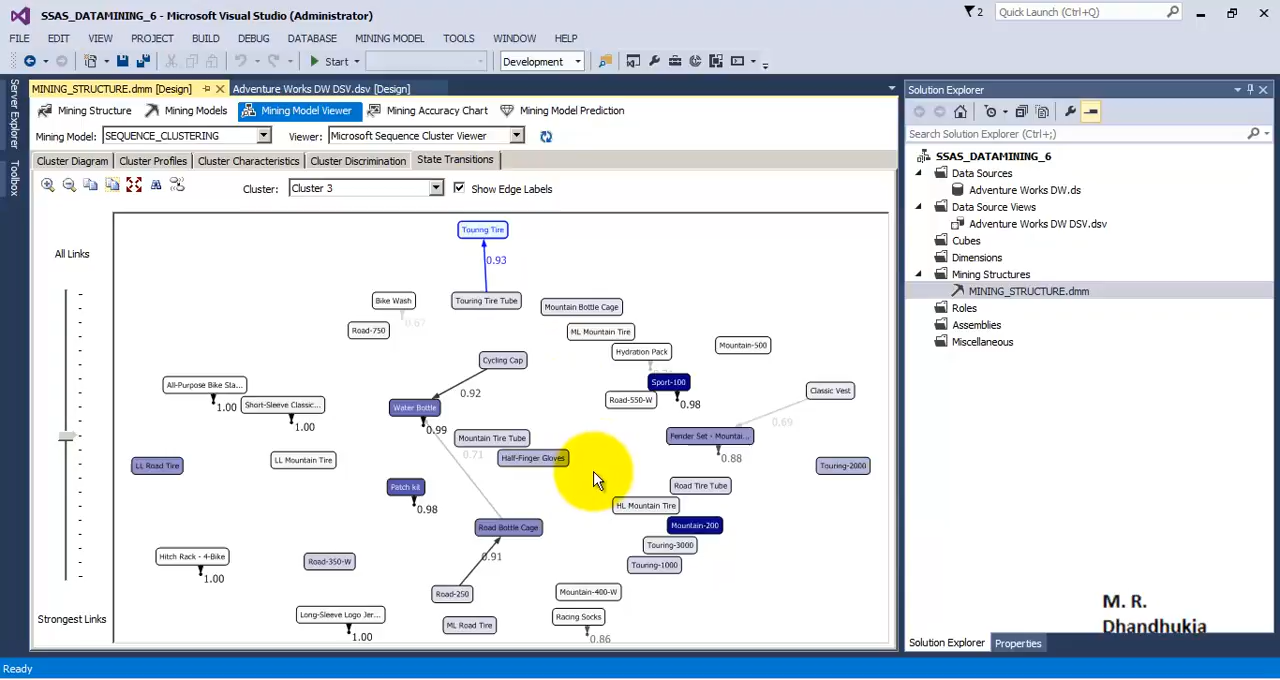 SSAS_DATAMINING_6 - Microsoft Visual Studio (Administrator)
2
Quick Launch (Ctrl+Q)
FILE EDIT VIEW PROJECT BUILD DEBUG DATABASE MINING MODEL TOOLS WINDOW HELP
Start Development
Server Explorer
Toolbox
MINING_STRUCTURE.dmm [Design] Adventure Works DW DSV.dsv [Design]
Mining Structure Mining Models Mining Model Viewer Mining Accuracy Chart Mining Model Prediction
Mining Model: SEQUENCE_CLUSTERING Viewer: Microsoft Sequence Cluster Viewer
Cluster Diagram Cluster Profiles Cluster Characteristics Cluster Discrimination State Transitions
Cluster: Cluster 3 Show Edge Labels
All Links
Strongest Links
Touring Tire
0.93
Bike Wash
0.67
Touring Tire Tube
Mountain Bottle Cage
Road-750
ML Mountain Tire
Hydration Pack
Mountain-500
Cycling Cap
0.92
Sport-100
0.98
Road-550-W
Classic Vest
0.69
All-Purpose Bike Sta...
1.00
Short-Sleeve Classic...
1.00
Water Bottle
0.99
Mountain Tire Tube
0.71
Fender Set - Mountai...
0.88
Half-Finger Gloves
LL Road Tire
LL Mountain Tire
Touring-2000
Patch kit
0.98
Road Tire Tube
HL Mountain Tire
Road Bottle Cage
0.91
Mountain-200
Touring-3000
Touring-1000
Hitch Rack - 4-Bike
1.00
Road-350-W
Road-250
Mountain-400-W
Long-Sleeve Logo Jer...
1.00
ML Road Tire
Racing Socks
0.86
Solution Explorer
Search Solution Explorer (Ctrl+;)
SSAS_DATAMINING_6
Data Sources
Adventure Works DW.ds
Data Source Views
Adventure Works DW DSV.dsv
Cubes
Dimensions
Mining Structures
MINING_STRUCTURE.dmm
Roles
Assemblies
Miscellaneous
M. R.
Dhandhukia
Solution Explorer Properties
Ready